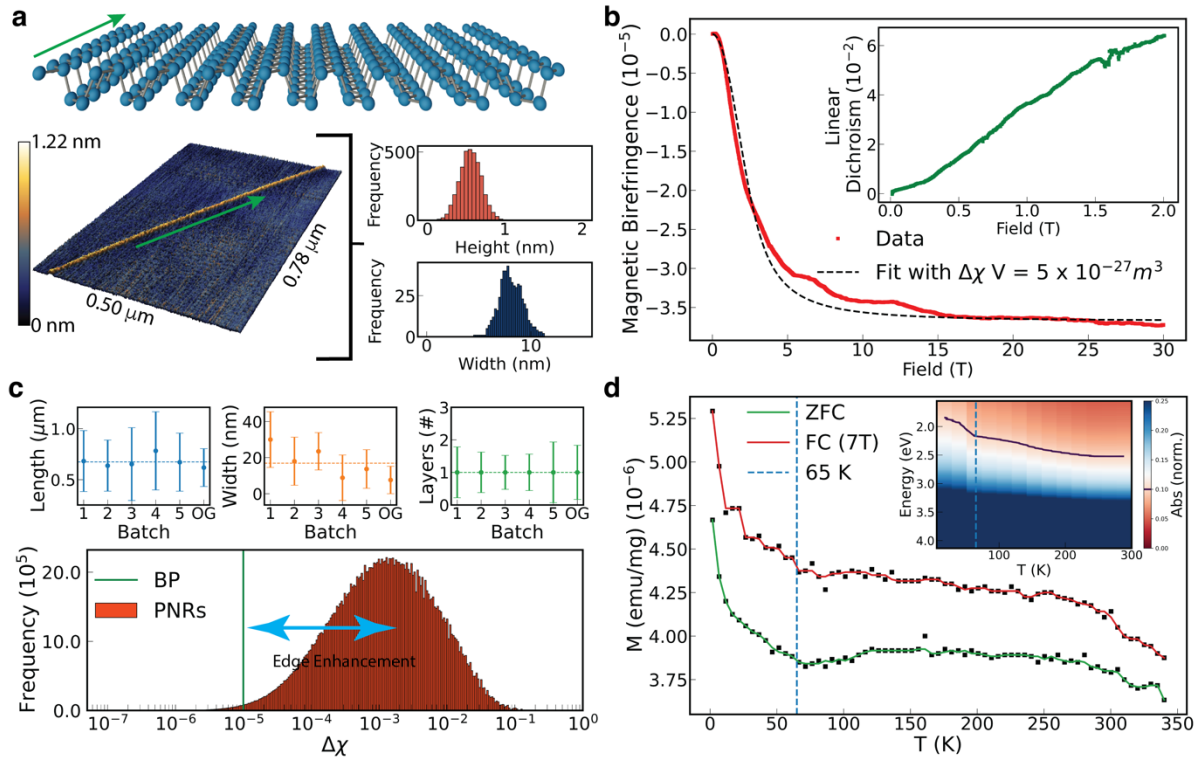 a
1.22 nm
0 nm
0.50 μm
0.78 μm
Frequency
500
0
0
1
2
Height (nm)
Frequency
25
0
0
10
Width (nm)
b
Magnetic Birefringence (10⁻⁵)
0.0
−0.5
−1.0
−1.5
−2.0
−2.5
−3.0
−3.5
0
5
10
15
20
25
30
Field (T)
Linear
Dichroism (10⁻²)
6
4
2
0
0.0
0.5
1.0
1.5
2.0
Field (T)
Data
Fit with Δχ V = 5 x 10⁻²⁷m³
c
Length (μm)
1.0
0.5
1 2 3 4 5 OG
Batch
Width (nm)
40
20
0
1 2 3 4 5 OG
Batch
Layers (#)
2
1
0
1 2 3 4 5 OG
Batch
Frequency (10⁵)
20.0
10.0
0.0
BP
PNRs
Edge Enhancement
10⁻⁷
10⁻⁶
10⁻⁵
10⁻⁴
10⁻³
10⁻²
10⁻¹
10⁰
Δχ
d
M (emu/mg) (10⁻⁶)
5.25
5.00
4.75
4.50
4.25
4.00
3.75
0
50
100
150
200
250
300
350
T (K)
ZFC
FC (7T)
65 K
Energy (eV)
2.0
2.5
3.0
3.5
4.0
100
200
300
T (K)
Abs (norm.)
0.25
0.20
0.15
0.10
0.05
0.00